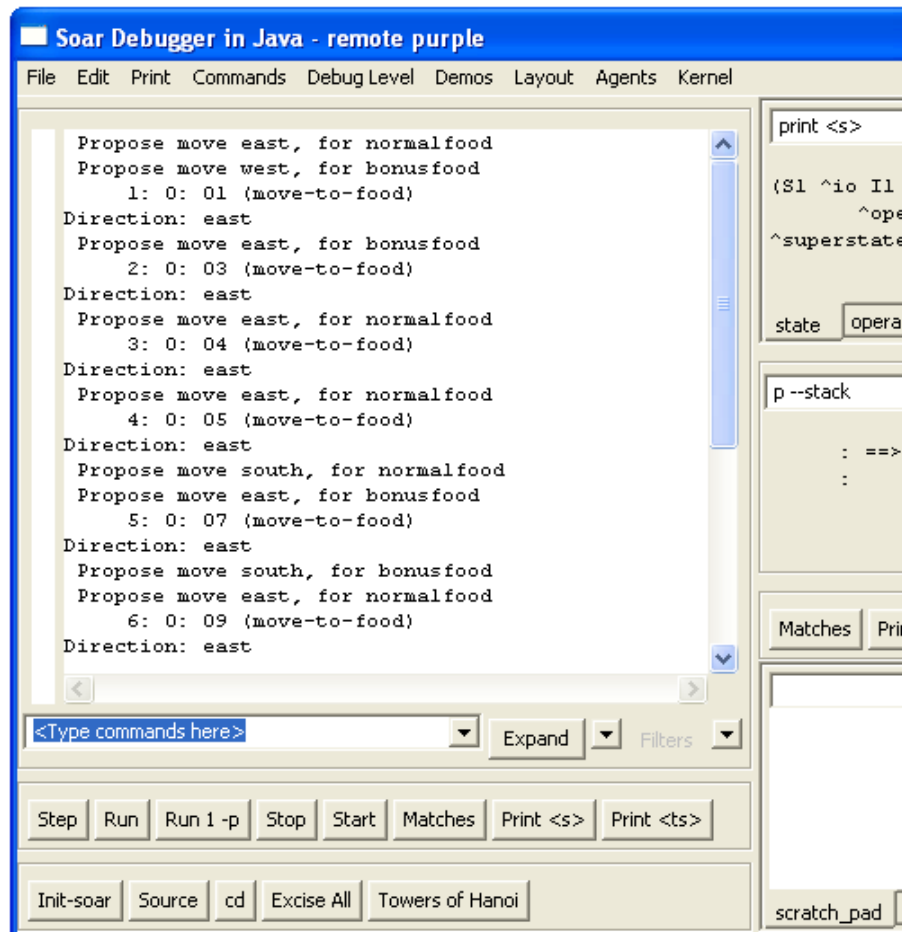 Soar Debugger in Java - remote purple
File Edit Print Commands Debug Level Demos Layout Agents Kernel
Propose move east, for normalfood
Propose move west, for bonusfood
1: O: O1 (move-to-food)
Direction: east
Propose move east, for bonusfood
2: O: O3 (move-to-food)
Direction: east
Propose move east, for normalfood
3: O: O4 (move-to-food)
Direction: east
Propose move east, for normalfood
4: O: O5 (move-to-food)
Direction: east
Propose move south, for normalfood
Propose move east, for bonusfood
5: O: O7 (move-to-food)
Direction: east
Propose move south, for bonusfood
Propose move east, for normalfood
6: O: O9 (move-to-food)
Direction: east
<Type commands here> Expand Filters
Step Run Run 1 -p Stop Start Matches Print <s> Print <ts>
Init-soar Source cd Excise All Towers of Hanoi
print <s>
(S1 ^io I1
^ope
^superstate
state opera
p --stack
: ==>
:
Matches Pri
scratch_pad